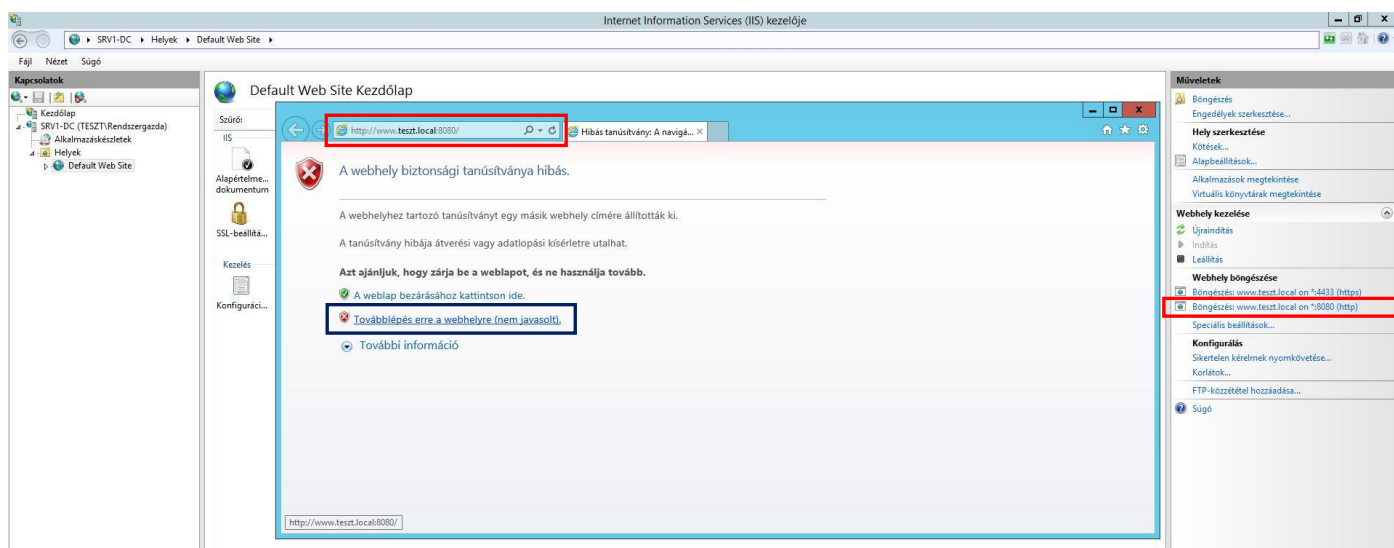 Internet Information Services (IIS) kezelője
SRV1-DC
Helyek
Default Web Site
Fájl Nézet Súgó
Kapcsolatok
Kezdőlap
SRV1-DC (TESZT\Rendszergazda)
Alkalmazáskészletek
Helyek
Default Web Site
Default Web Site Kezdőlap
Szűrő:
IIS
Alapértelme...
dokumentum
SSL-beállítá...
Kezelés
Konfiguráci...
http://www.teszt.local:8080/
Hibás tanúsítvány: A navigá...
A webhely biztonsági tanúsítványa hibás.
A webhelyhez tartozó tanúsítványt egy másik webhely címére állították ki.
A tanúsítvány hibája átverési vagy adatlopási kísérletre utalhat.
Azt ajánljuk, hogy zárja be a weblapot, és ne használja tovább.
A weblap bezárásához kattintson ide.
Továbblépés erre a webhelyre (nem javasolt).
További információ
http://www.teszt.local:8080/
Műveletek
Böngészés
Engedélyek szerkesztése...
Hely szerkesztése
Kötések...
Alapbeállítások...
Alkalmazások megtekintése
Virtuális könyvtárak megtekintése
Webhely kezelése
Újraindítás
Indítás
Leállítás
Webhely böngészése
Böngészés: www.teszt.local on *:4433 (https)
Böngészés: www.teszt.local on *:8080 (http)
Speciális beállítások...
Konfigurálás
Sikertelen kérelmek nyomkövetése...
Korlátok...
FTP-közzététel hozzáadása...
Súgó